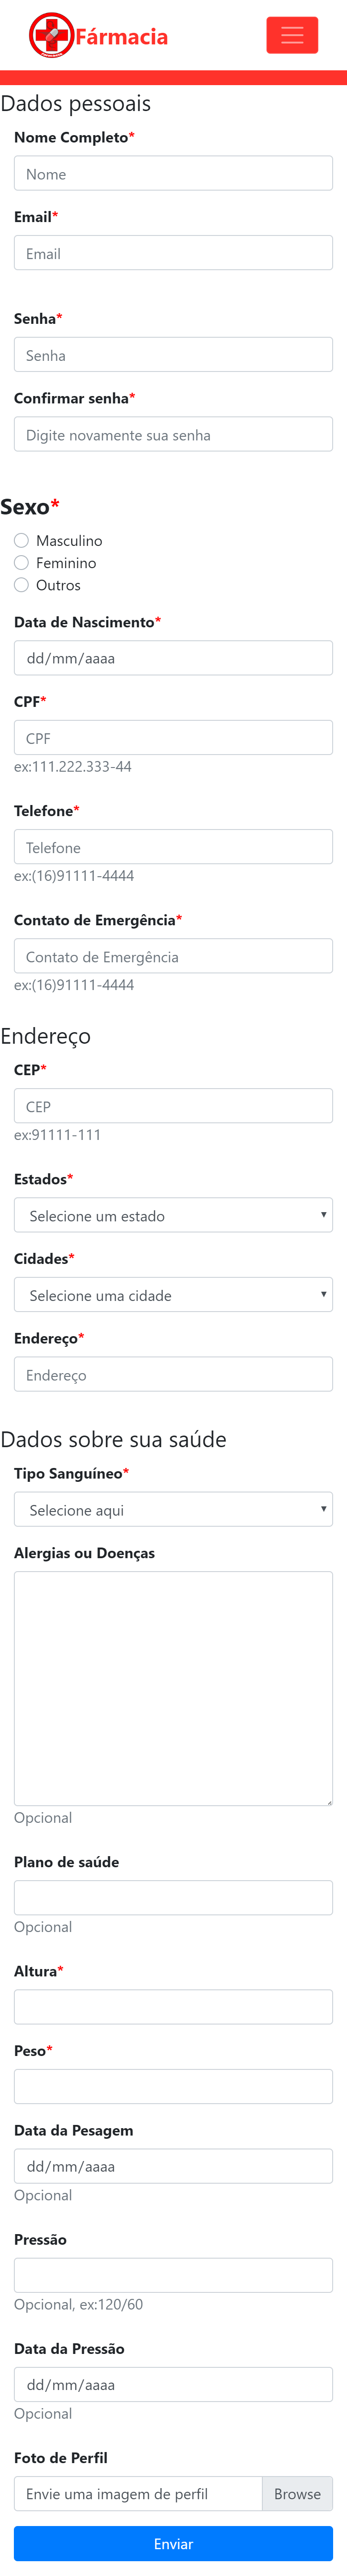 Fármacia
Dados pessoais
Nome Completo*
Nome
Email*
Email
Senha*
Senha
Confirmar senha*
Digite novamente sua senha
Sexo*
Masculino
Feminino
Outros
Data de Nascimento*
dd/mm/aaaa
CPF*
CPF
ex:111.222.333-44
Telefone*
Telefone
ex:(16)91111-4444
Contato de Emergência*
Contato de Emergência
ex:(16)91111-4444
Endereço
CEP*
CEP
ex:91111-111
Estados*
Selecione um estado
Cidades*
Selecione uma cidade
Endereço*
Endereço
Dados sobre sua saúde
Tipo Sanguíneo*
Selecione aqui
Alergias ou Doenças
Opcional
Plano de saúde
Opcional
Altura*
Peso*
Data da Pesagem
dd/mm/aaaa
Opcional
Pressão
Opcional, ex:120/60
Data da Pressão
dd/mm/aaaa
Opcional
Foto de Perfil
Envie uma imagem de perfil Browse
Enviar